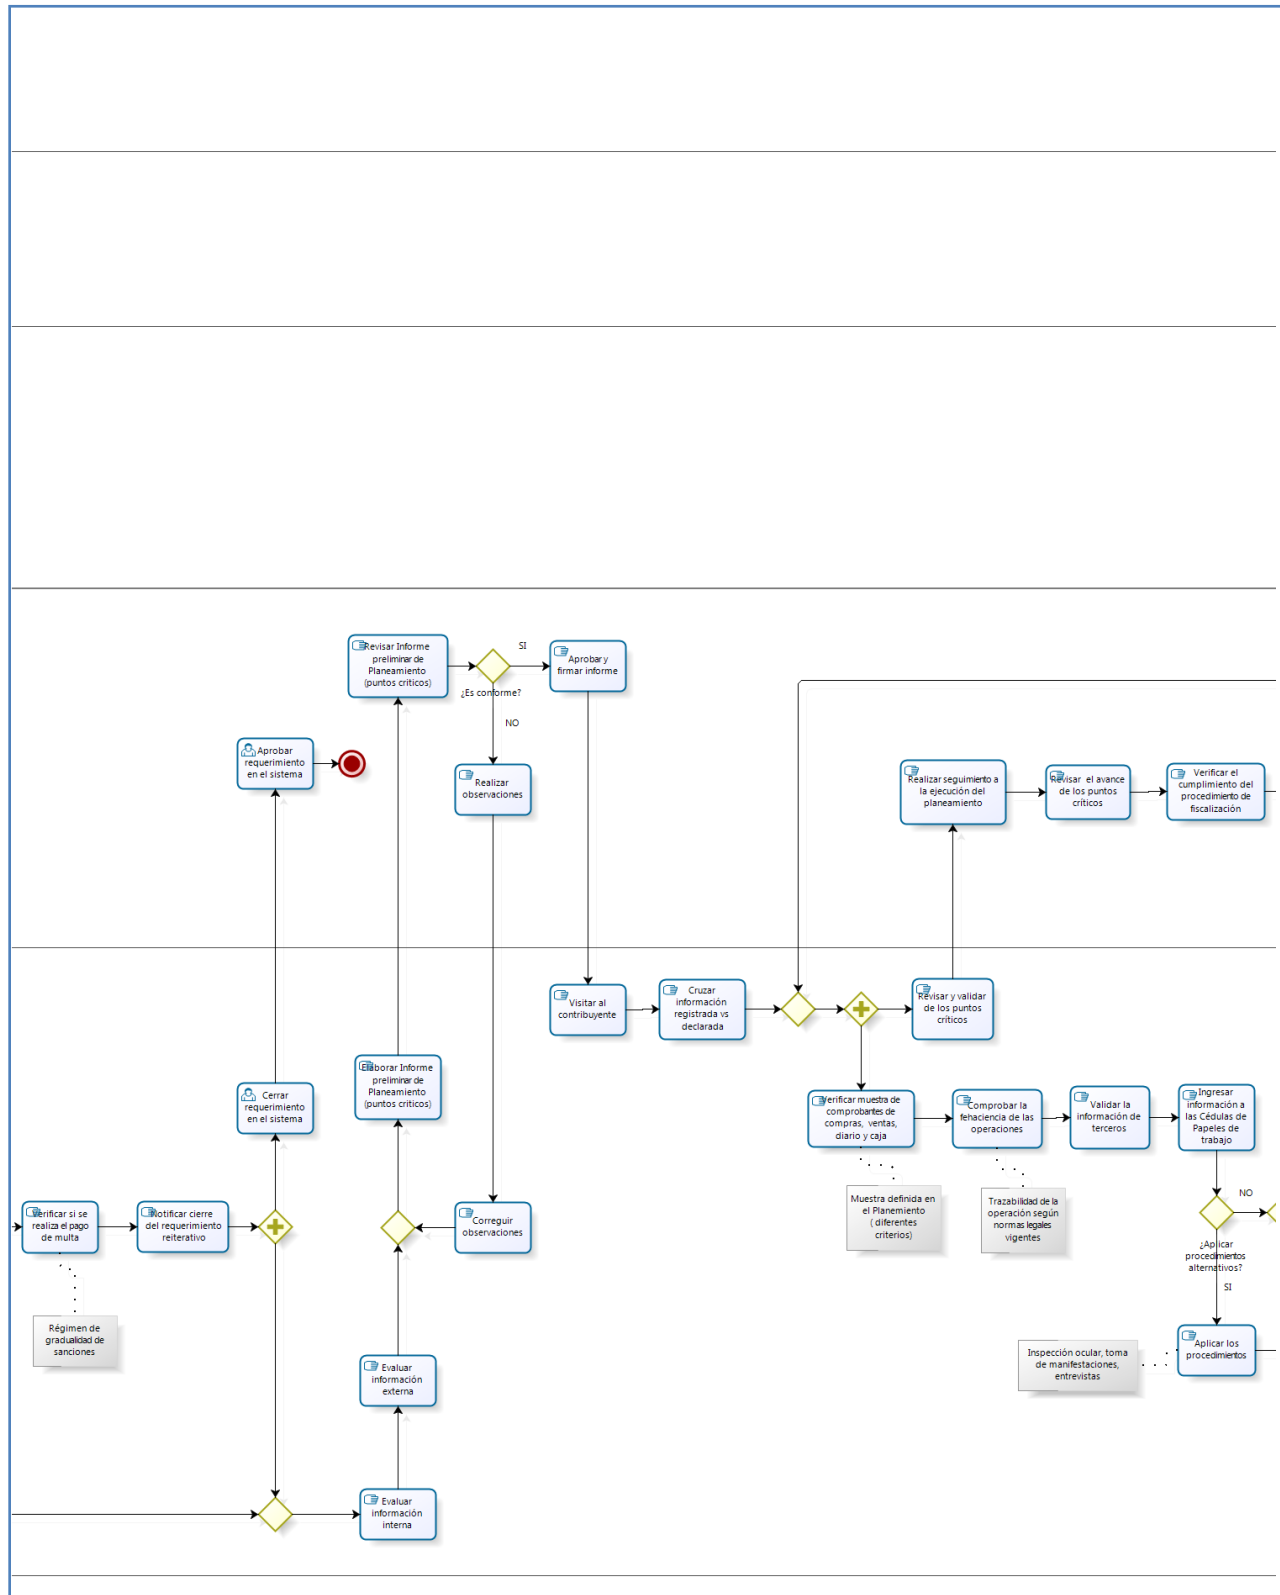 Revisar Informe
preliminar de
Planeamiento
(puntos criticos)
SI
¿Es conforme?
NO
Aprobar y
firmar informe
Aprobar
requerimiento
en el sistema
Realizar
observaciones
Realizar seguimiento a
la ejecución del
planeamiento
Revisar el avance
de los puntos
críticos
Verificar el
cumplimiento del
procedimiento de
fiscalización
Visitar al
contribuyente
Cruzar
información
registrada vs
declarada
Revisar y validar
de los puntos
críticos
Elaborar Informe
preliminar de
Planeamiento
(puntos criticos)
Cerrar
requerimiento
en el sistema
Verificar muestra de
comprobantes de
compras, ventas,
diario y caja
Comprobar la
fehaciencia de las
operaciones
Validar la
información de
terceros
Ingresar
información a
las Cédulas de
Papeles de
trabajo
Muestra definida en
el Planemiento
( diferentes
criterios)
Trazabilidad de la
operación según
normas legales
vigentes
NO
¿Aplicar
procedimientos
alternativos?
SI
Verificar si se
realiza el pago
de multa
Notificar cierre
del requerimiento
reiterativo
Correguir
observaciones
Régimen de
gradualidad de
sanciones
Evaluar
información
externa
Inspección ocular, toma
de manifestaciones,
entrevistas
Aplicar los
procedimientos
Evaluar
información
interna